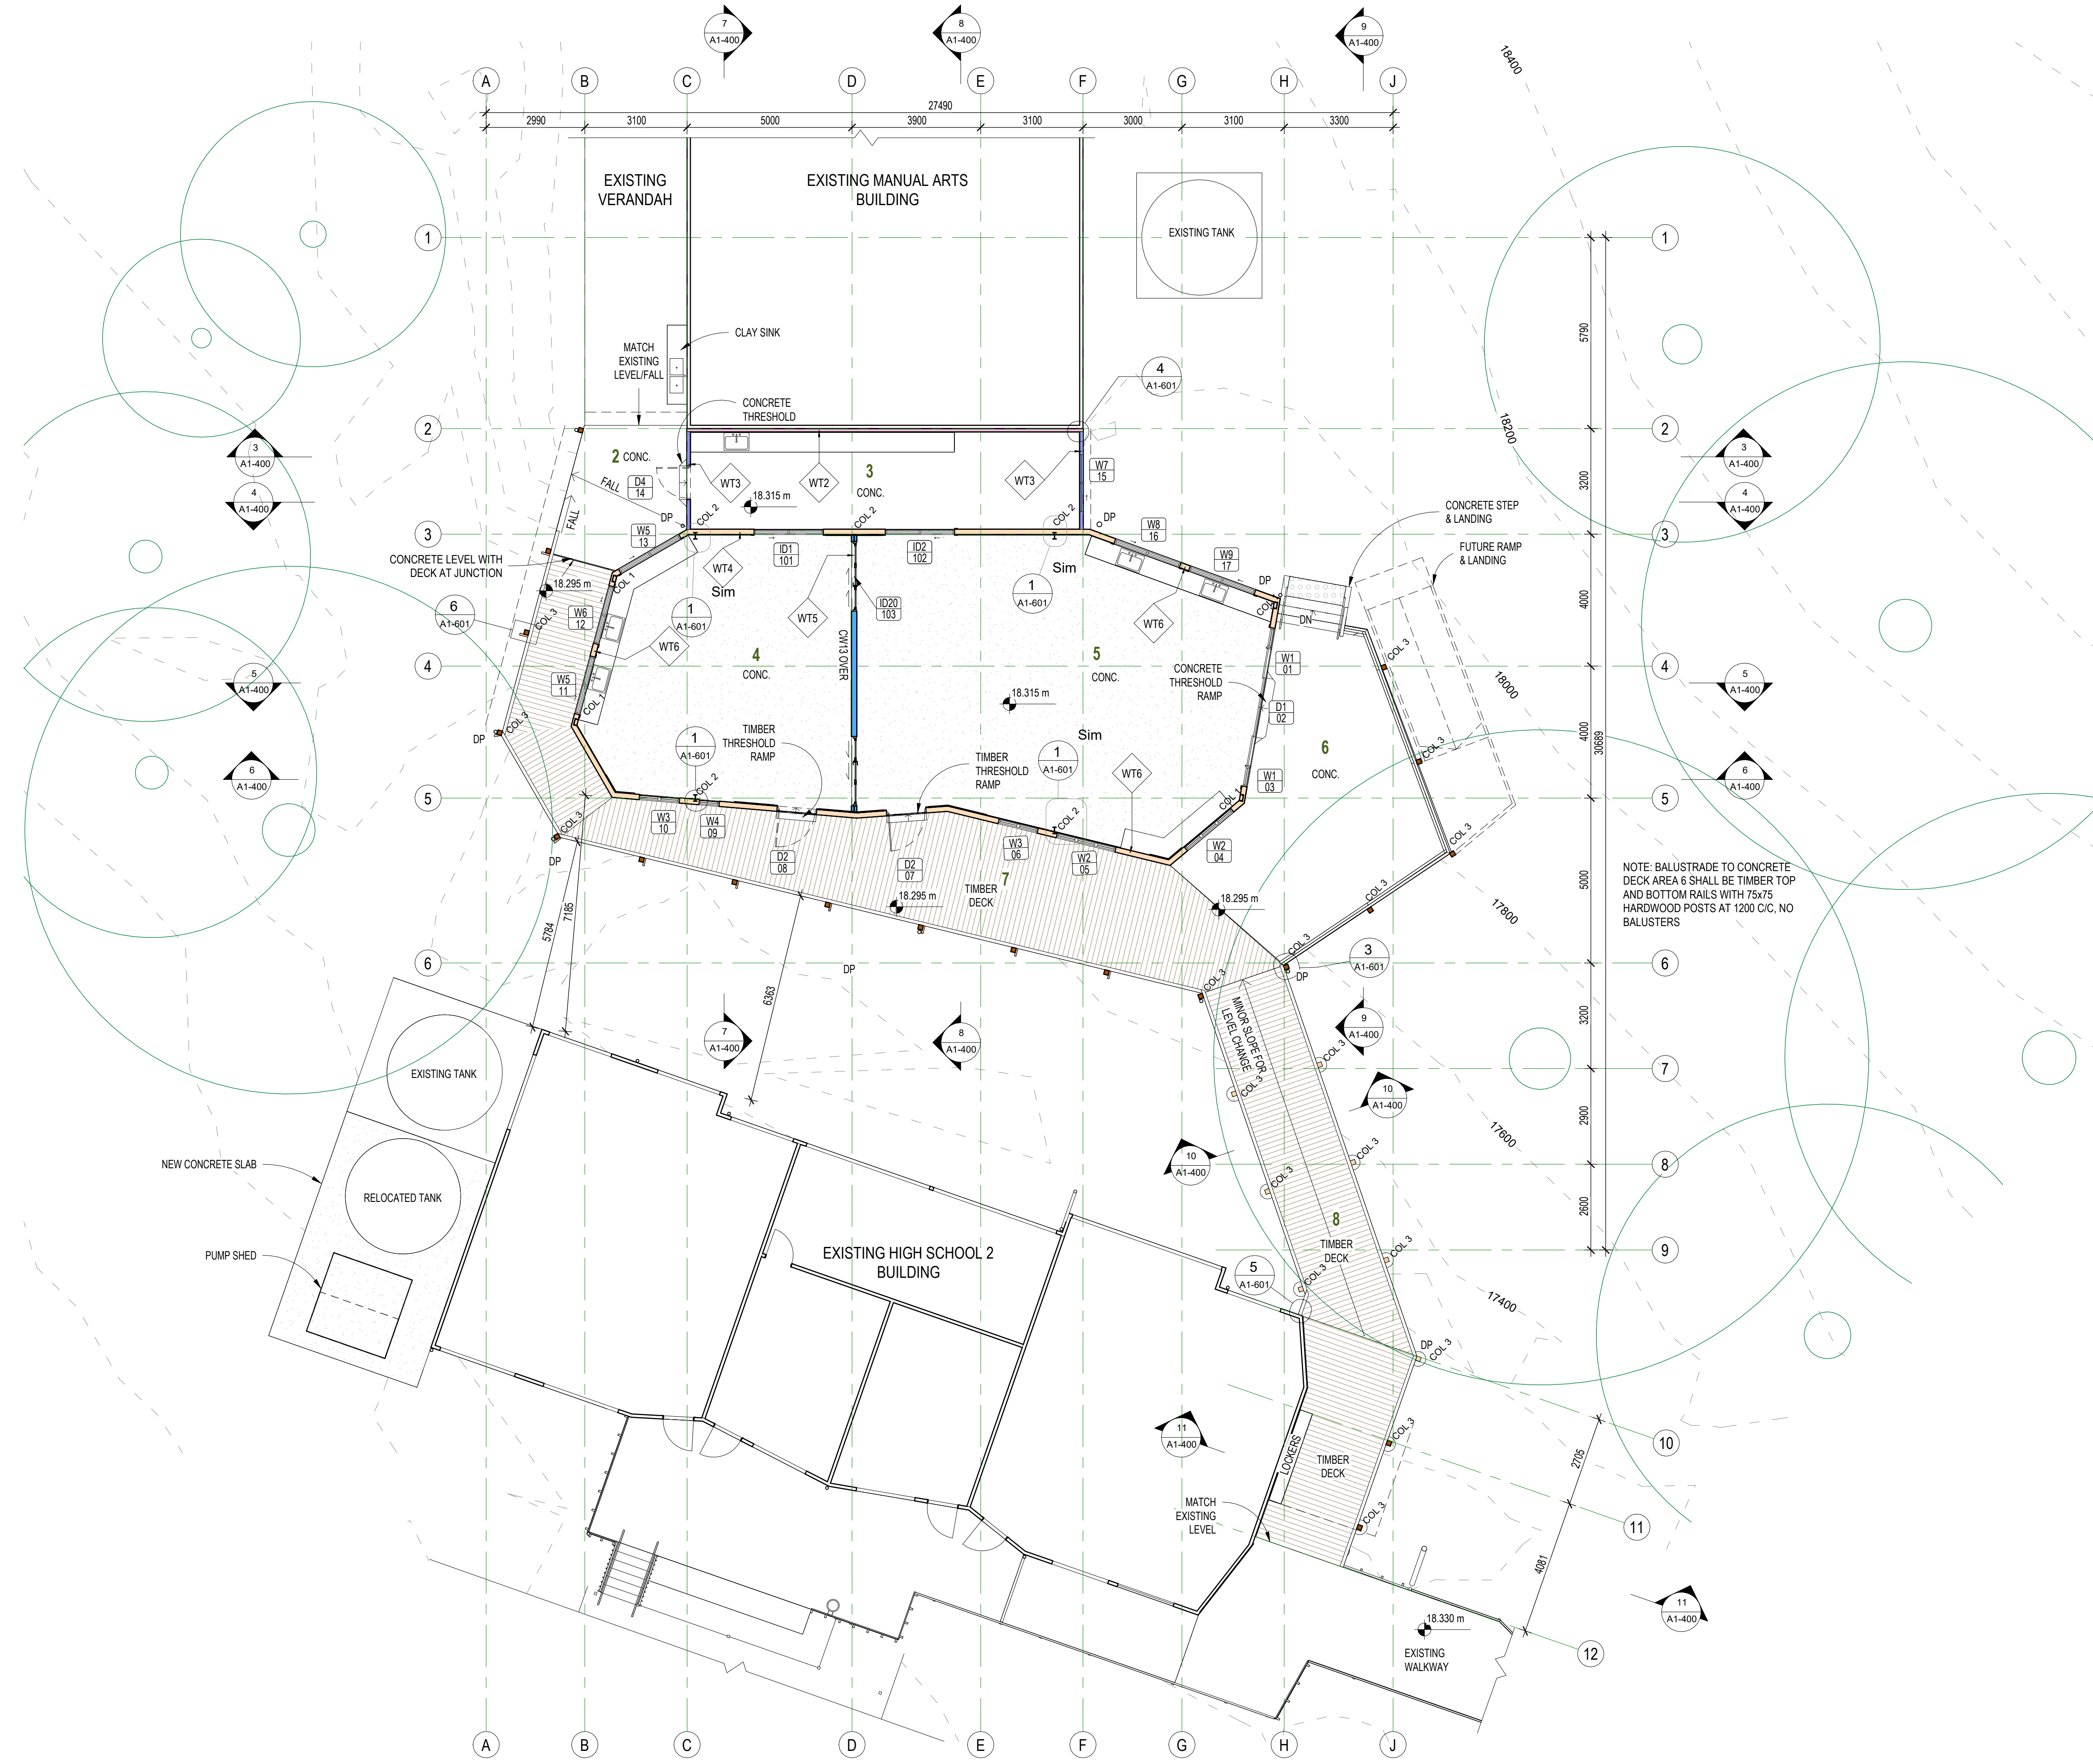 7
A1-400
8
A1-400
9
A1-400
A
B
C
D
E
F
G
H
J
27490
2990
3100
5000
3900
3100
3000
3100
3300
18400
EXISTING
VERANDAH
EXISTING MANUAL ARTS
BUILDING
EXISTING TANK
1
1
5790
CLAY SINK
MATCH
EXISTING
LEVEL/FALL
CONCRETE
THRESHOLD
4
A1-601
2
2
18200
3
A1-400
4
A1-400
3
A1-400
4
A1-400
2 CONC.
FALL
D4
14
WT3
WT2
3
CONC.
WT3
W7
15
18.315 m
3200
COL 2
COL 2
COL 2
DP
DP
FALL
W5
13
W8
16
CONCRETE STEP
& LANDING
FUTURE RAMP
& LANDING
3
3
ID1
101
ID2
102
W9
17
CONCRETE LEVEL WITH
DECK AT JUNCTION
WT4
Sim
Sim
18.295 m
COL 1
DP
COL 1
6
A1-601
COL 3
W6
12
1
A1-601
WT5
ID20
103
1
A1-601
WT6
DN
4000
WT6
CW13 OVER
4
CONC.
5
CONC.
CONCRETE
THRESHOLD
RAMP
W1
01
COL 3
4
4
5
A1-400
5
A1-400
W5
11
COL 1
18.315 m
D1
02
18000
COL 3
DP
1
A1-601
TIMBER
THRESHOLD
RAMP
Sim
1
A1-601
TIMBER
THRESHOLD
RAMP
WT6
6
CONC.
COL 3
4000
30689
6
A1-400
6
A1-400
5
5
COL 2
COL 2
COL 1
W1
03
COL 3
DP
W3
10
W4
09
D2
08
D2
07
W3
06
W2
05
W2
04
COL 3
7
TIMBER
DECK
18.295 m
18.295 m
COL 3
5000
17800
NOTE: BALUSTRADE TO CONCRETE
DECK AREA 6 SHALL BE TIMBER TOP
AND BOTTOM RAILS WITH 75x75
HARDWOOD POSTS AT 1200 C/C, NO
BALUSTERS
5784
7185
6363
DP
COL 3
3
A1-601
DP
6
6
COL 3
MINOR SLOPE FOR
LEVEL CHANGE
7
A1-400
8
A1-400
9
A1-400
3200
COL 3
7
EXISTING TANK
COL 3
10
A1-400
2900
17600
NEW CONCRETE SLAB
10
A1-400
COL 3
8
COL 3
RELOCATED TANK
2600
8
TIMBER
DECK
COL 3
9
PUMP SHED
EXISTING HIGH SCHOOL 2
BUILDING
5
A1-601
COL 3
17400
DP
COL 3
11
A1-400
COL 3
10
LOCKERS
TIMBER
DECK
2705
MATCH
EXISTING
LEVEL
COL 3
11
4081
11
A1-400
18.330 m
EXISTING
WALKWAY
12
A
B
C
D
E
F
G
H
J